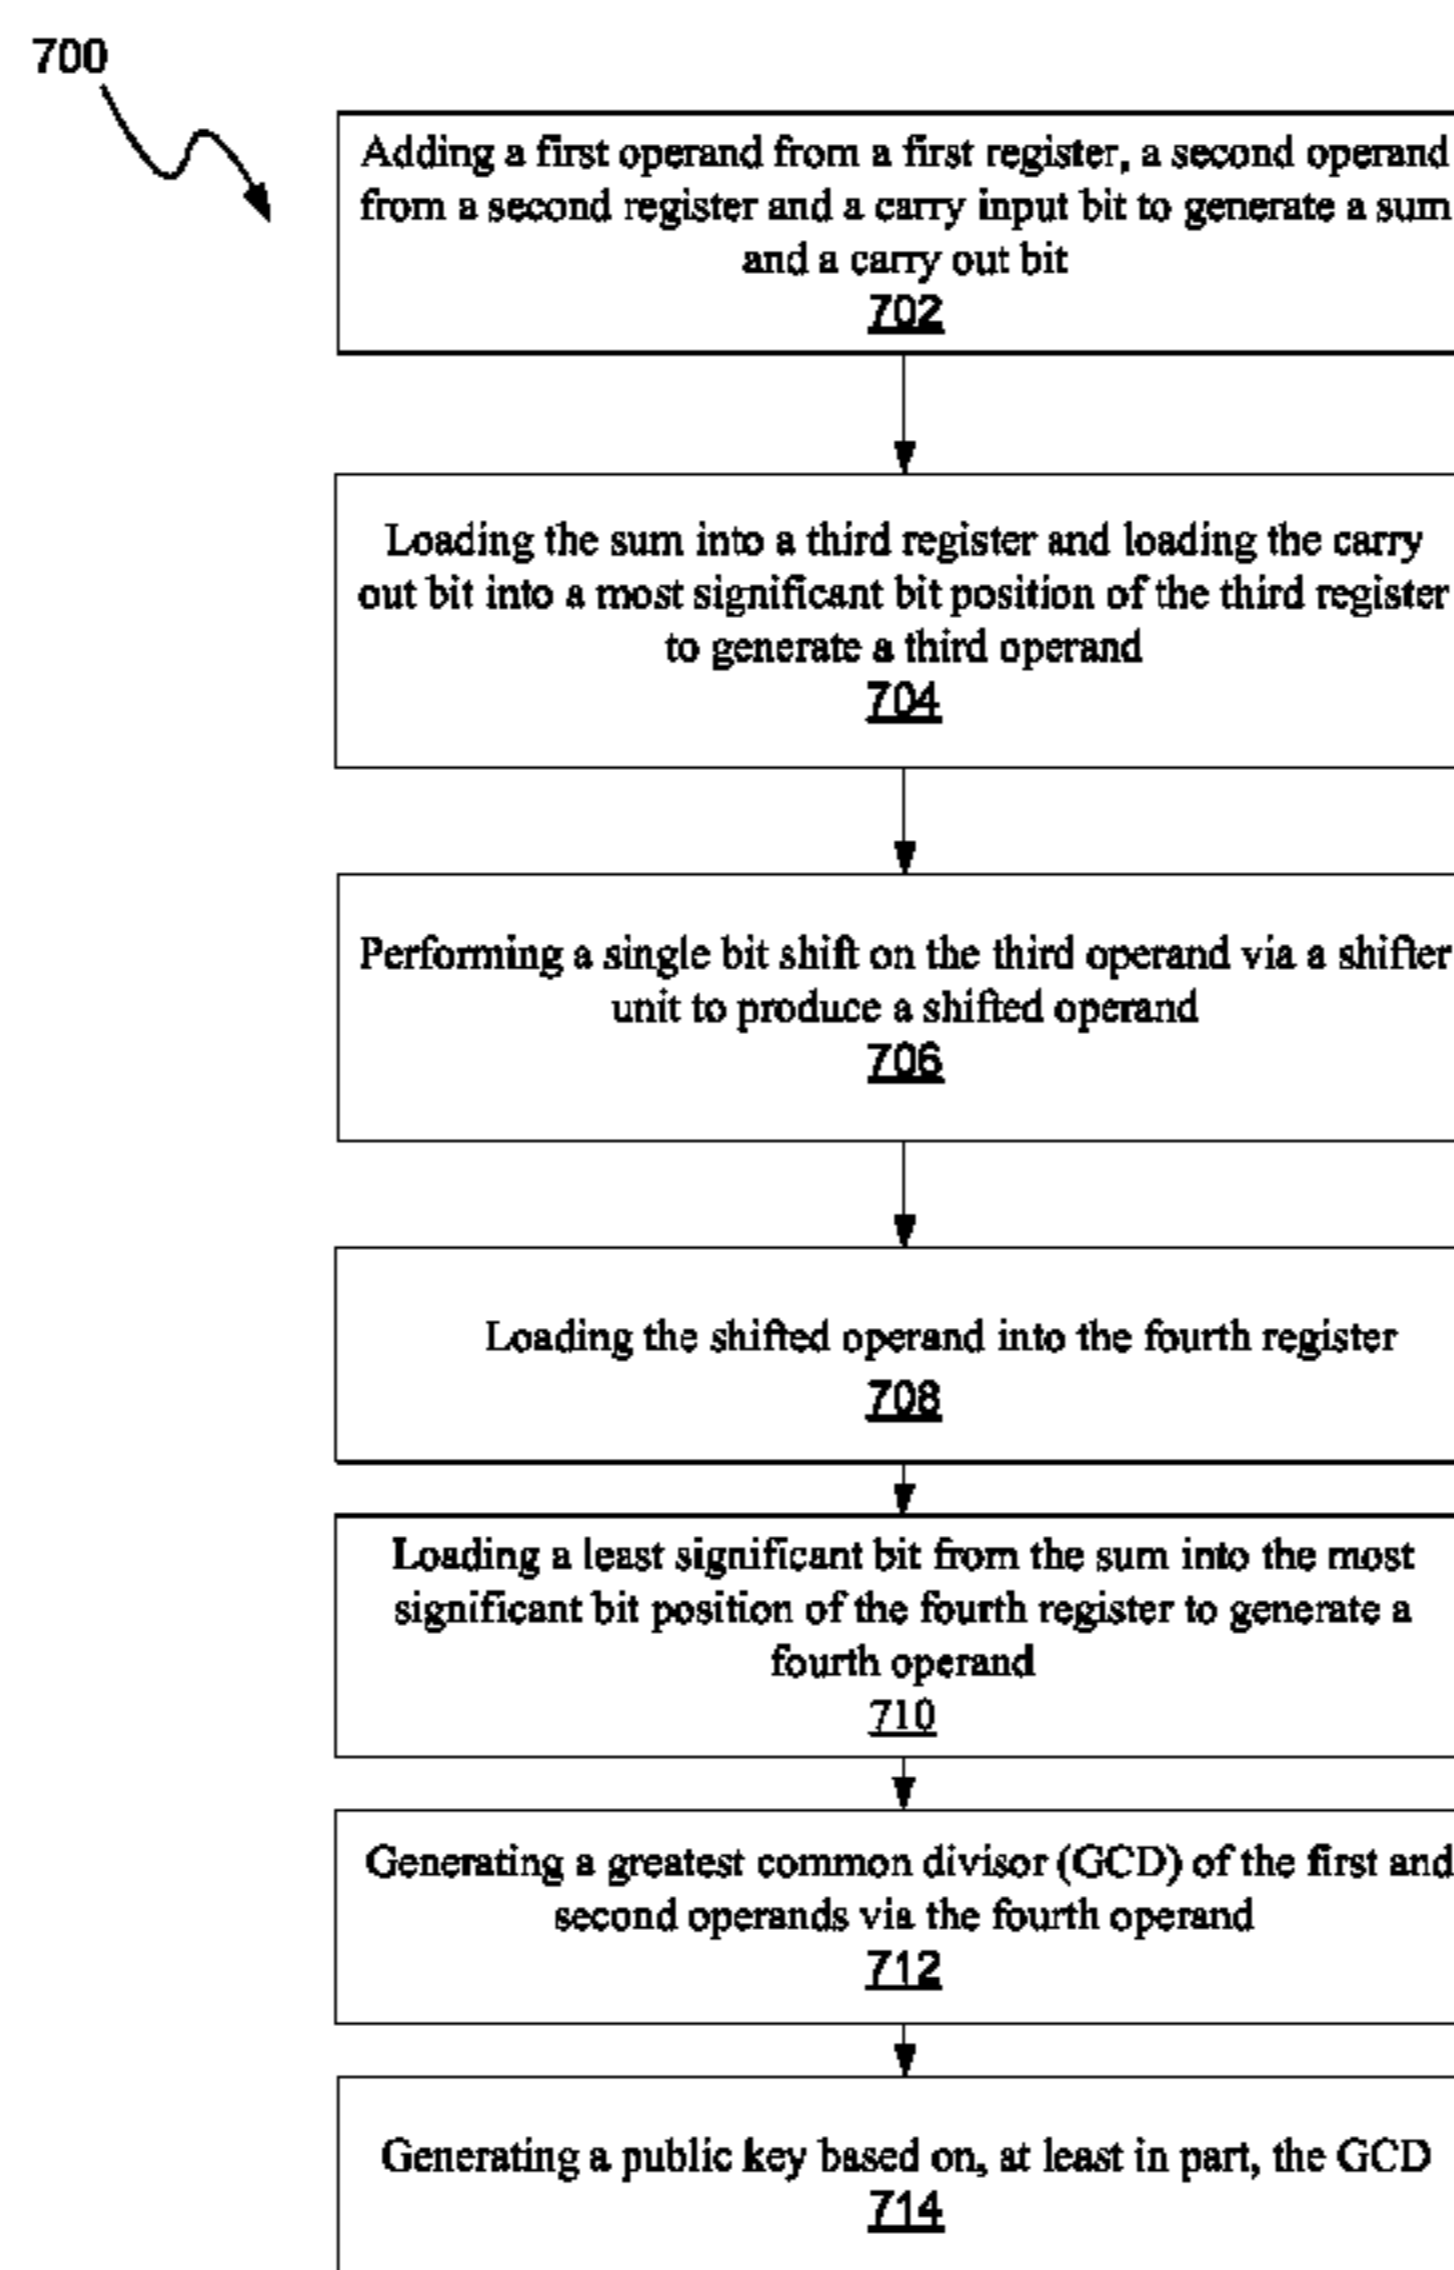 700
Adding a first operand from a first register, a second operand
from a second register and a carry input bit to generate a sum
and a carry out bit
702
Loading the sum into a third register and loading the carry
out bit into a most significant bit position of the third register
to generate a third operand
704
Performing a single bit shift on the third operand via a shifter
unit to produce a shifted operand
706
Loading the shifted operand into the fourth register
708
Loading a least significant bit from the sum into the most
significant bit position of the fourth register to generate a
fourth operand
710
Generating a greatest common divisor (GCD) of the first and
second operands via the fourth operand
712
Generating a public key based on, at least in part, the GCD
714